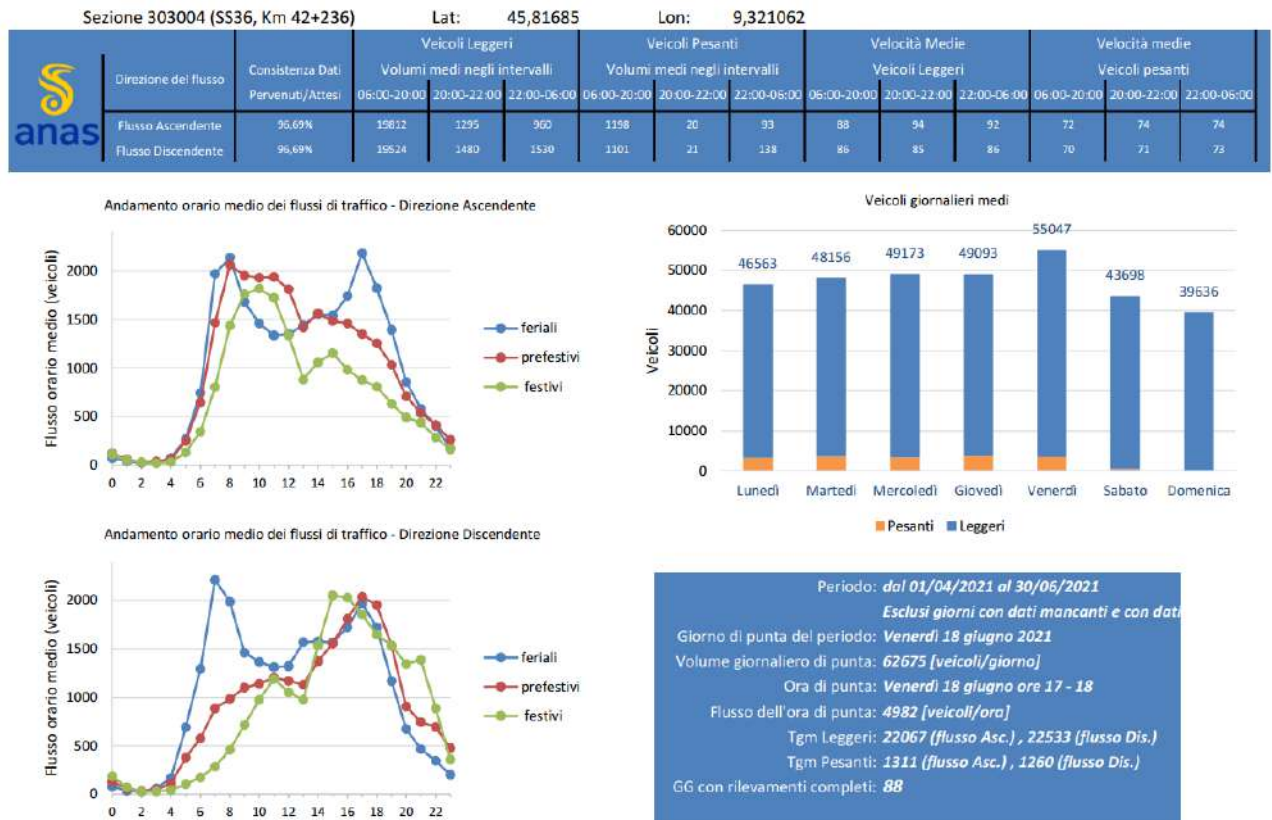 Sezione 303004 (SS36, Km 42+236) Lat: 45,81685 Lon: 9,321062
Veicoli Leggeri Veicoli Pesanti Velocità Medie Velocità medie
Direzione del flusso Consistenza Dati Volumi medi negli intervalli Volumi medi negli intervalli Veicoli Leggeri Veicoli pesanti
Pervenuti/Attesi 06:00-20:00 20:00-22:00 22:00-06:00 06:00-20:00 20:00-22:00 22:00-06:00 06:00-20:00 20:00-22:00 22:00-06:00 06:00-20:00 20:00-22:00 22:00-06:00
anas
Flusso Ascendente 96,69% 19812 1295 960 1198 20 93 88 94 92 72 74 74
Flusso Discendente 96,69% 19524 1480 1530 1101 21 138 86 85 86 70 71 73
Andamento orario medio dei flussi di traffico - Direzione Ascendente
Flusso orario medio (veicoli)
2000
1500
1000
500
0
0 2 4 6 8 10 12 14 16 18 20 22
feriali
prefestivi
festivi
Veicoli giornalieri medi
Veicoli
60000
50000
40000
30000
20000
10000
0
46563 48156 49173 49093 55047 43698 39636
Lunedì Martedì Mercoledì Giovedì Venerdì Sabato Domenica
Pesanti Leggeri
Andamento orario medio dei flussi di traffico - Direzione Discendente
Flusso orario medio (veicoli)
2000
1500
1000
500
0
0 2 4 6 8 10 12 14 16 18 20 22
feriali
prefestivi
festivi
Periodo: dal 01/04/2021 al 30/06/2021
Esclusi giorni con dati mancanti e con dati
Giorno di punta del periodo: Venerdì 18 giugno 2021
Volume giornaliero di punta: 62675 [veicoli/giorno]
Ora di punta: Venerdì 18 giugno ore 17 - 18
Flusso dell'ora di punta: 4982 [veicoli/ora]
Tgm Leggeri: 22067 (flusso Asc.) , 22533 (flusso Dis.)
Tgm Pesanti: 1311 (flusso Asc.) , 1260 (flusso Dis.)
GG con rilevamenti completi: 88